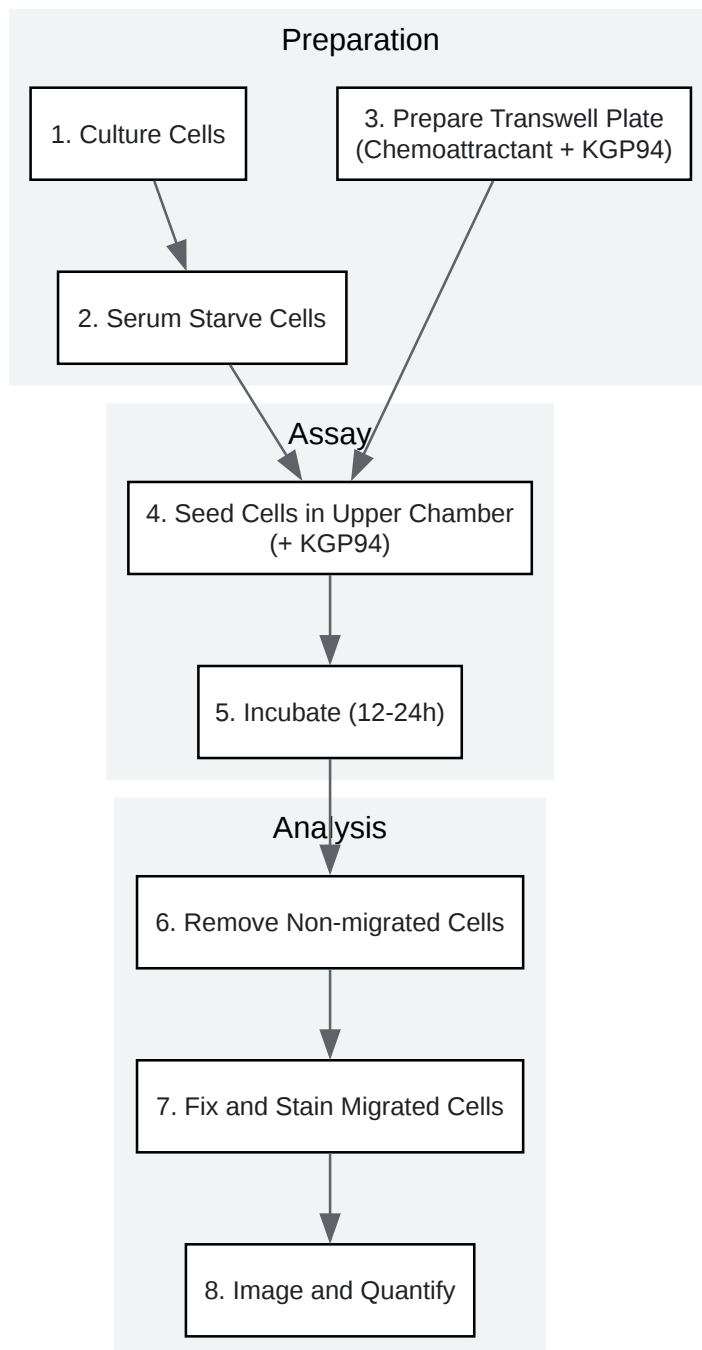 Preparation
1. Culture Cells
3. Prepare Transwell Plate
(Chemoattractant + KGP94)
2. Serum Starve Cells
Assay
4. Seed Cells in Upper Chamber
(+ KGP94)
5. Incubate (12-24h)
Analysis
6. Remove Non-migrated Cells
7. Fix and Stain Migrated Cells
8. Image and Quantify